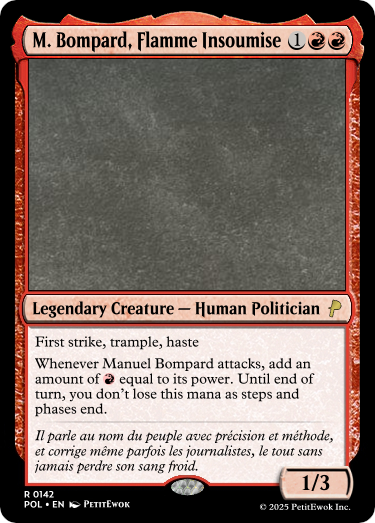 M. Bompard, Flamme Insoumise 1
Legendary Creature — Human Politician
First strike, trample, haste
Whenever Manuel Bompard attacks, add an
amount of equal to its power. Until end of
turn, you don't lose this mana as steps and
phases end.
Il parle au nom du peuple avec précision et méthode,
et corrige même parfois les journalistes, le tout sans
jamais perdre son sang froid.
1/3
R 0142
POL • EN PetitEwok
© 2025 PetitEwok Inc.